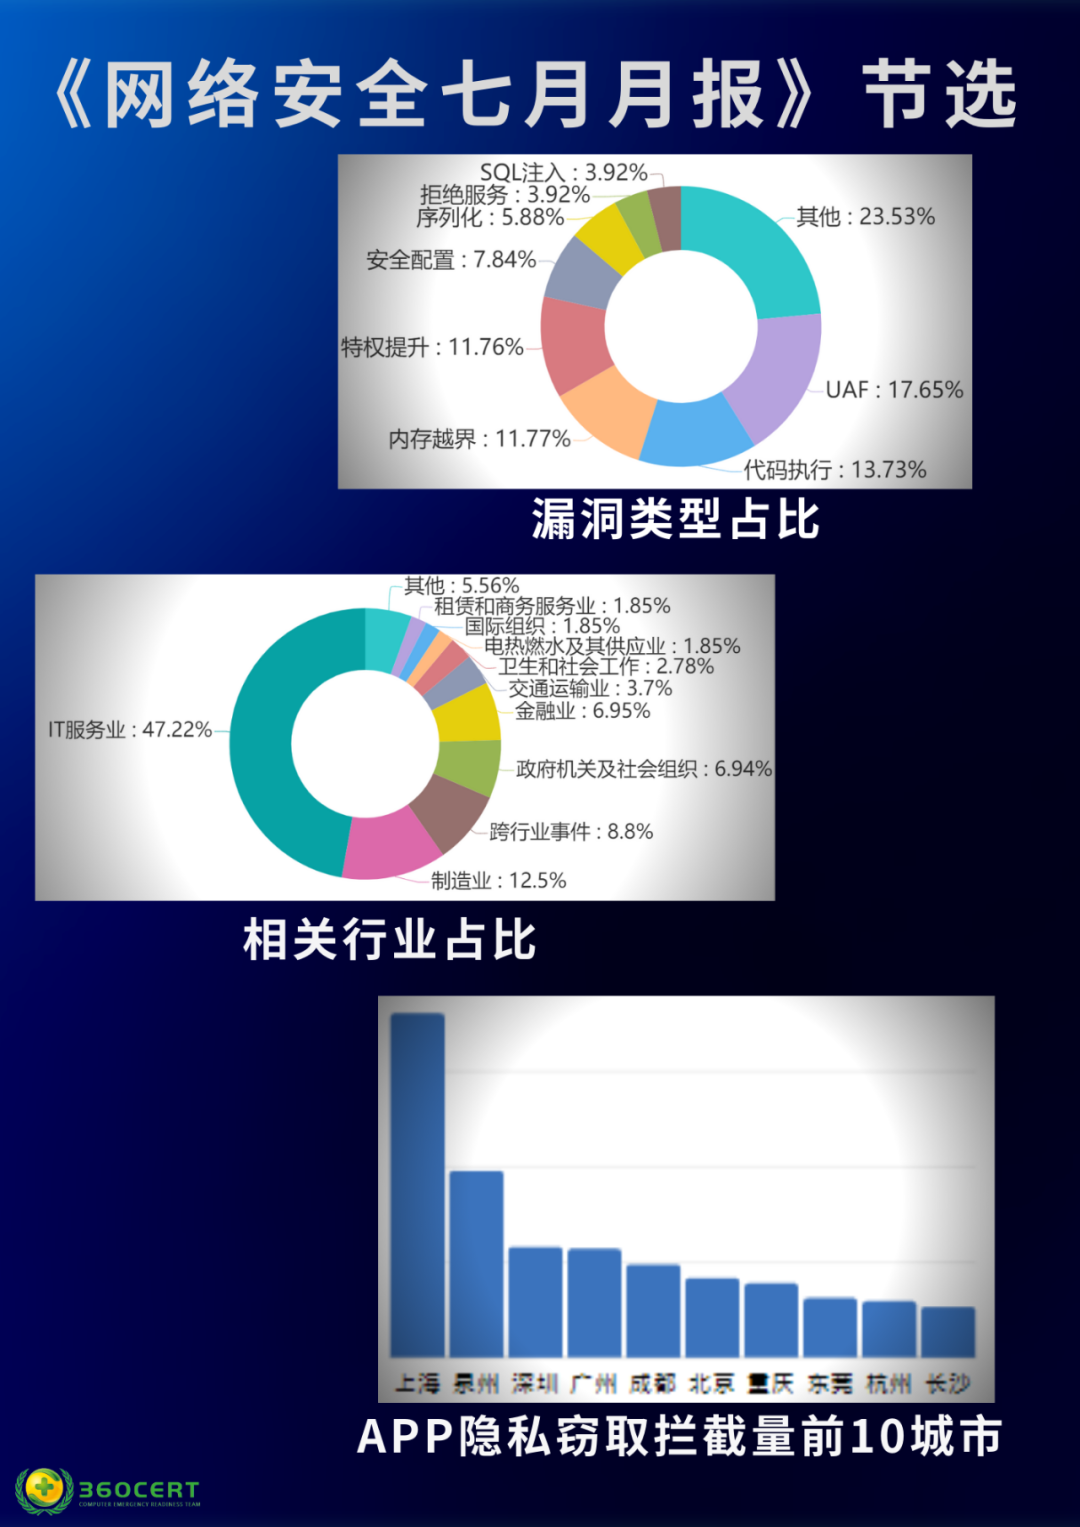 《网络安全七月月报》节选
SQL注入 : 3.92%
拒绝服务 : 3.92%
序列化 : 5.88%
其他 : 23.53%
安全配置 : 7.84%
特权提升 : 11.76%
UAF : 17.65%
内存越界 : 11.77%
代码执行 : 13.73%
漏洞类型占比
其他 : 5.56%
租赁和商务服务业 : 1.85%
国际组织 : 1.85%
电热燃水及其供应业 : 1.85%
卫生和社会工作 : 2.78%
交通运输业 : 3.7%
金融业 : 6.95%
IT服务业 : 47.22%
政府机关及社会组织 : 6.94%
跨行业事件 : 8.8%
制造业 : 12.5%
相关行业占比
上海 泉州 深圳 广州 成都 北京 重庆 东莞 杭州 长沙
APP隐私窃取拦截量前10城市
360CERT
COMPUTER EMERGENCY READINESS TEAM